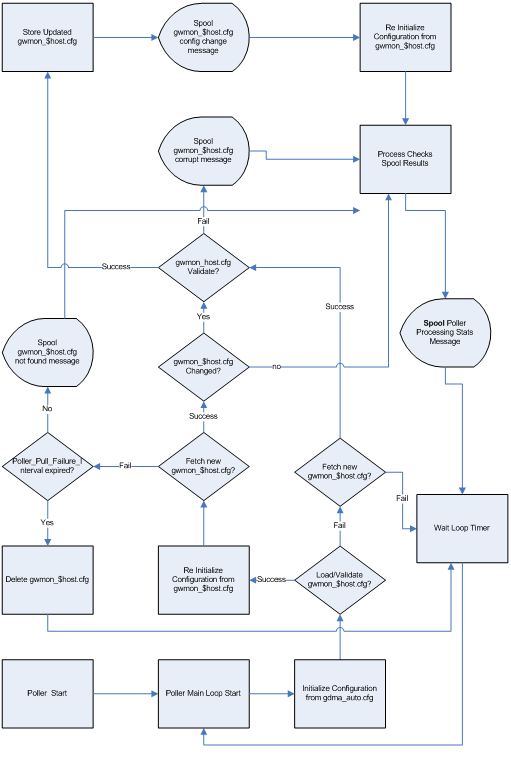 Store Updated
gwmon_$host.cfg
Spool
gwmon_$host.cfg
config change
message
Re Initialize
Configuration from
gwmon_$host.cfg
Spool
gwmon_$host.cfg
corrupt message
Process Checks
Spool Results
Fail
gwmon_host.cfg
Validate?
Success
Success
Yes
Spool
gwmon_$host.cfg
not found message
Spool Poller
Processing Stats
Message
gwmon_$host.cfg
Changed?
no
No
Success
Poller_Pull_Failure_I
nterval expired?
Fail
Fetch new
gwmon_$host.cfg?
Fetch new
gwmon_$host.cfg?
Fail
Yes
Fail
Wait Loop Timer
Delete gwmon_$host.cfg
Re Initialize
Configuration from
gwmon_$host.cfg
Success
Load/Validate
gwmon_$host.cfg?
Poller Start
Poller Main Loop Start
Initialize Configuration
from gdma_auto.cfg